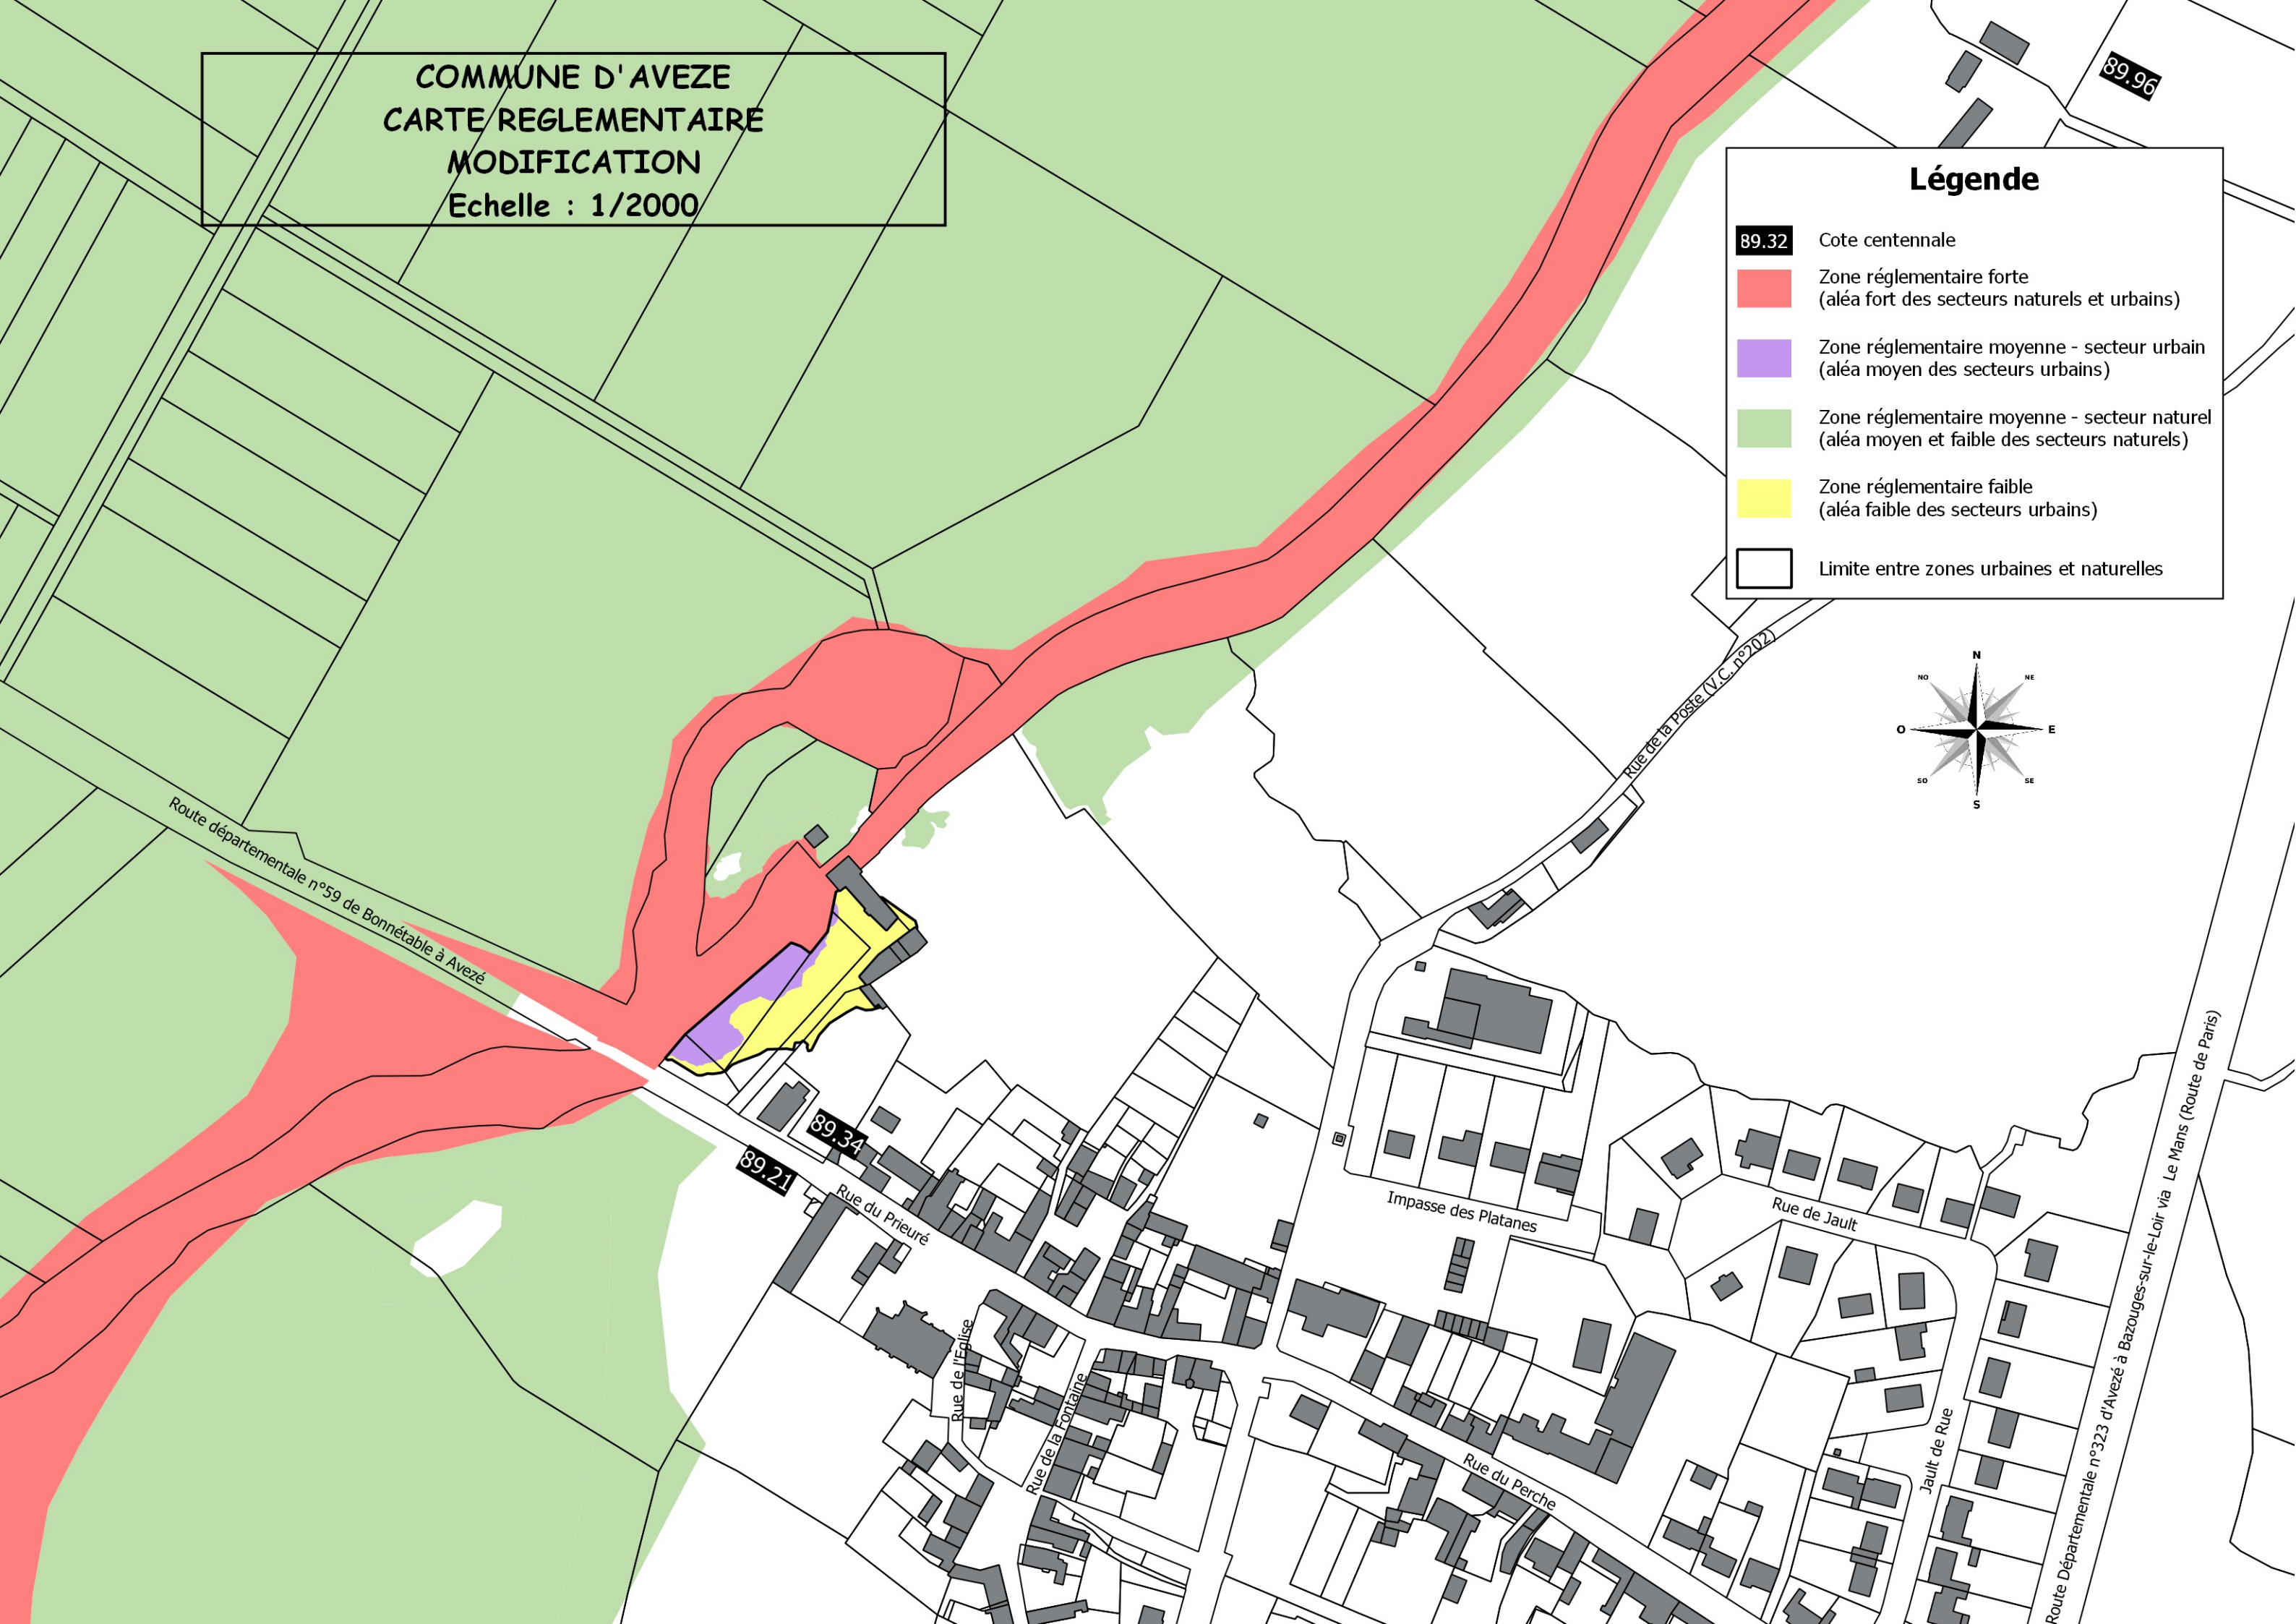 COMMUNE D'AVEZE
CARTE REGLEMENTAIRE
MODIFICATION
Echelle : 1/2000
89.96
Légende
89.32 Cote centennale
Zone réglementaire forte
(aléa fort des secteurs naturels et urbains)
Zone réglementaire moyenne - secteur urbain
(aléa moyen des secteurs urbains)
Zone réglementaire moyenne - secteur naturel
(aléa moyen et faible des secteurs naturels)
Zone réglementaire faible
(aléa faible des secteurs urbains)
Limite entre zones urbaines et naturelles
N
NO
NE
O
E
SO
SE
S
Rue de la Poste (V.C. n°202)
Route départementale n°59 de Bonnétable à Avezé
89.34
89.21
Rue du Prieuré
Impasse des Platanes
Rue de Jault
Rue de l'Eglise
Rue de la Fontaine
Rue du Perche
Jault de Rue
Route Départementale n°323 d'Avezé à Bazouges-sur-le-Loir via Le Mans (Route de Paris)